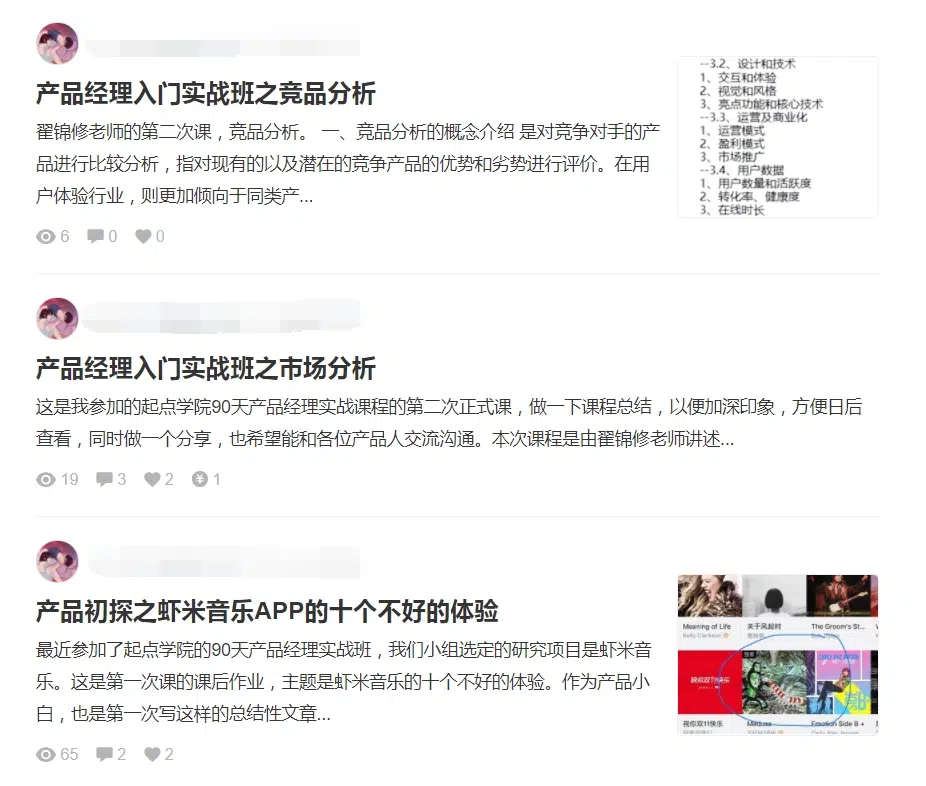 产品经理入门实战班之竞品分析
翟锦修老师的第二次课，竞品分析。 一、竞品分析的概念介绍 是对竞争对手的产
品进行比较分析，指对现有的以及潜在的竞争产品的优势和劣势进行评价。在用
户体验行业，则更加倾向于同类产...
6 0 0
--3.2、设计和技术
1、交互和体验
2、视觉和风格
3、亮点功能和核心技术
--3.3、运营及商业化
1、运营模式
2、盈利模式
3、市场推广
--3.4、用户数据
1、用户数量和活跃度
2、转化率、健康度
3、在线时长
产品经理入门实战班之市场分析
这是我参加的起点学院90天产品经理实战课程的第二次正式课，做一下课程总结，以便加深印象，方便日后
查看，同时做一个分享，也希望能和各位产品人交流沟通。本次课程是由翟锦修老师讲述...
19 3 2 ¥ 1
产品初探之虾米音乐APP的十个不好的体验
最近参加了起点学院的90天产品经理实战班，我们小组选定的研究项目是虾米音
乐。这是第一次课的课后作业，主题是虾米音乐的十个不好的体验。作为产品小
白，也是第一次写这样的总结性文章...
65 2 2
Meaning of Life 关于风起时 The Groom's St...
Kelly Clarkson
祝你双11快乐
祝你双11快乐 Meduse Emotion Side B +